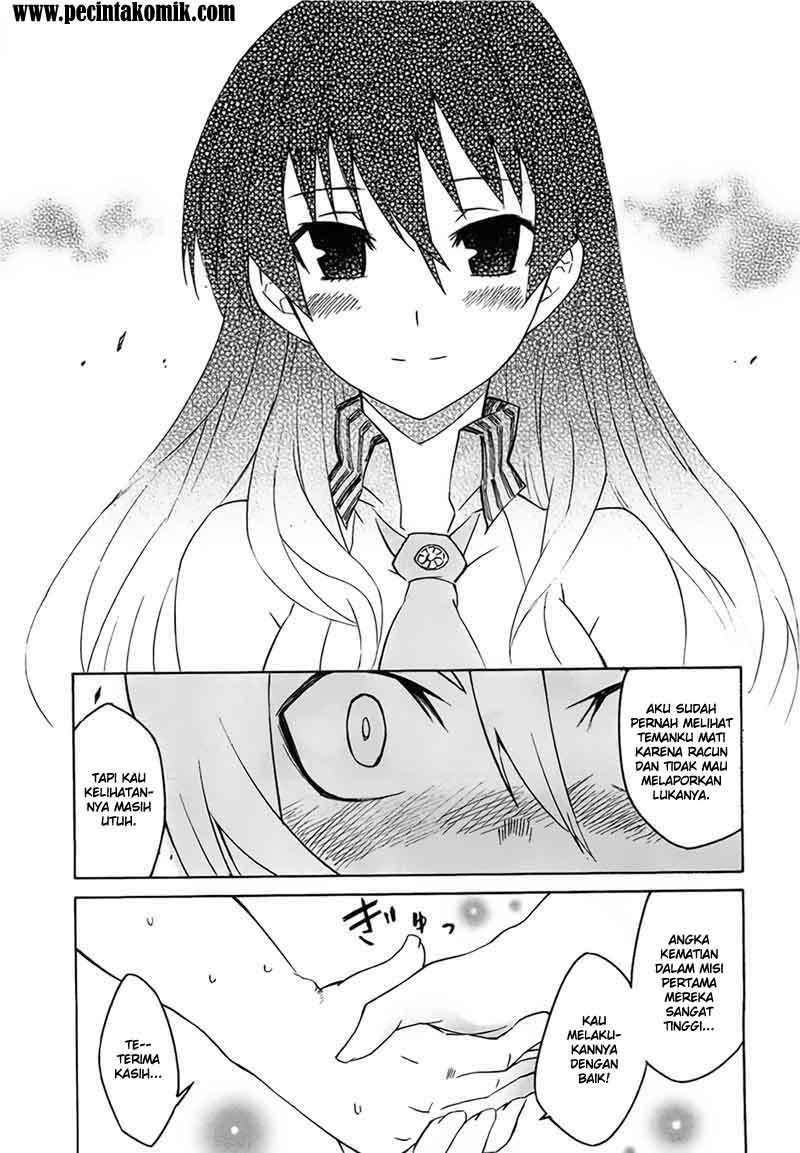 www.pecintakomik.com
AKU SUDAH
PERNAH MELIHAT
TEMANKU MATI
KARENA RACUN
DAN TIDAK MAU
MELAPORKAN
LUKANYA.
TAPI KAU
KELIHATAN-
NYA MASIH
UTUH.
ぎゅっ
ANGKA
KEMATIAN
DALAM MISI
PERTAMA
MEREKA
SANGAT
TINGGI...
KAU
MELAKU-
KANNYA
DENGAN
BAIK!
TE--
TERIMA
KASIH...